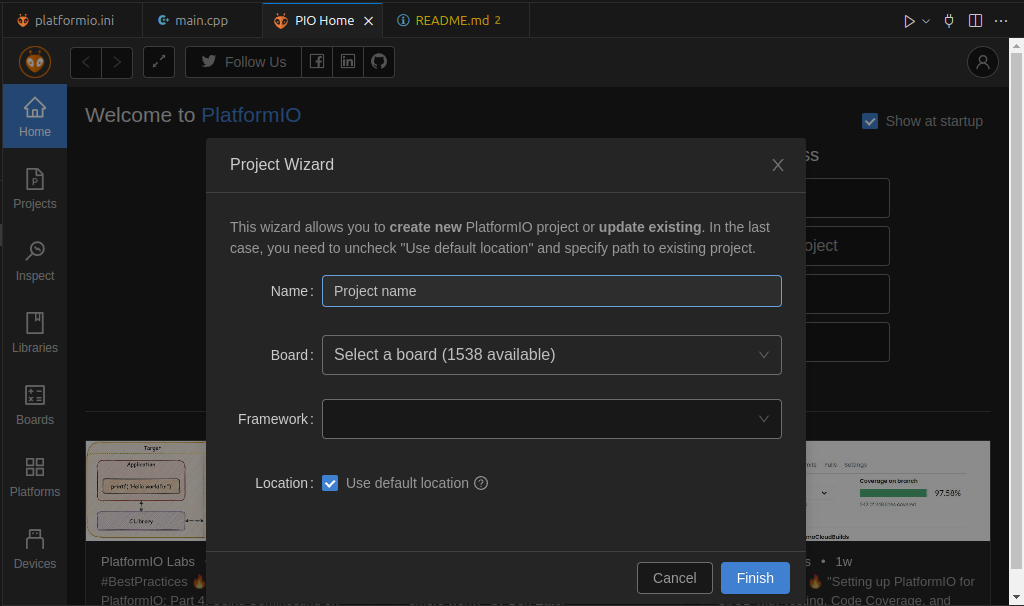 platformio.ini
main.cpp
PIO Home
README.md 2
Follow Us
Home
Projects
Inspect
Libraries
Boards
Platforms
Devices
Welcome to PlatformIO
Show at startup
Project Wizard
This wizard allows you to create new PlatformIO project or update existing. In the last
case, you need to uncheck "Use default location" and specify path to existing project.
Name:
Project name
Board:
Select a board (1538 available)
Framework:
Location:
Use default location
Cancel
Finish
Target
Application
printf("Hello world!\n")
C Library
Settings
Coverage on branch
97.58%
PlatformIO Labs
#BestPractices
PlatformIO: Part 4.
• 1w
"Setting up PlatformIO for
Testing, Code Coverage, and